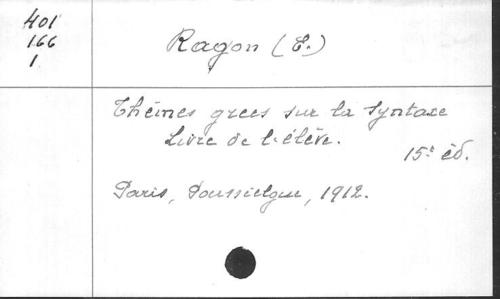 401
166
1
Ragon (E.)
Thèmes grecs sur la syntaxe
Livre de l'élève.
15e éd.
Paris, Poussielgue, 1912.